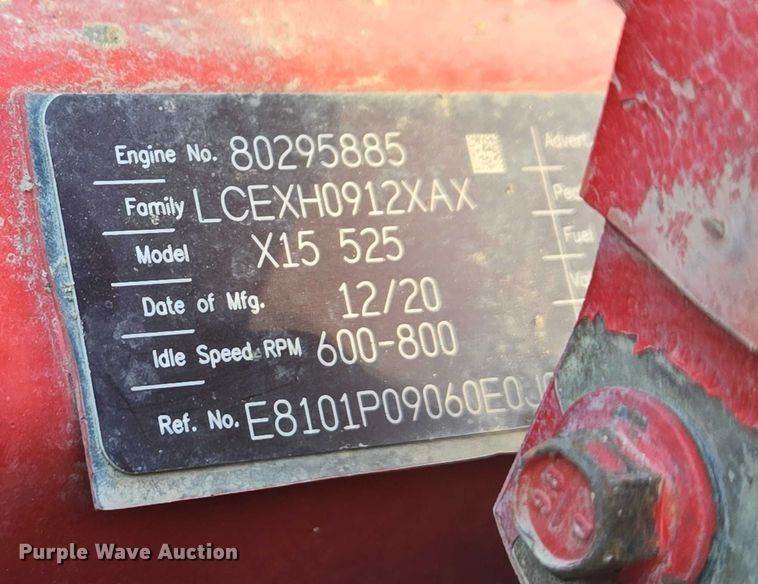 Engine No. 80295885
Family LCEXH0912XAX
Model X15 525
Date of Mfg. 12/20
Idle Speed RPM 600-800
Ref. No. E8101P09060E0J
Fuel
Purple Wave Auction